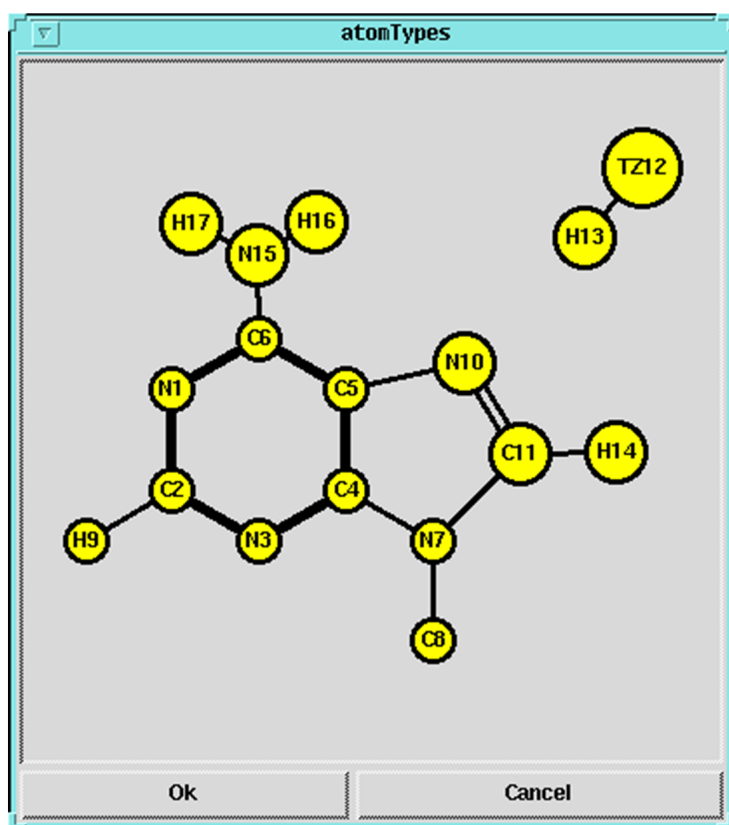 atomTypes
TZ12
H17
H16
H13
N15
C6
N10
N1
C5
C11
H14
C2
C4
H9
N3
N7
C8
Ok
Cancel